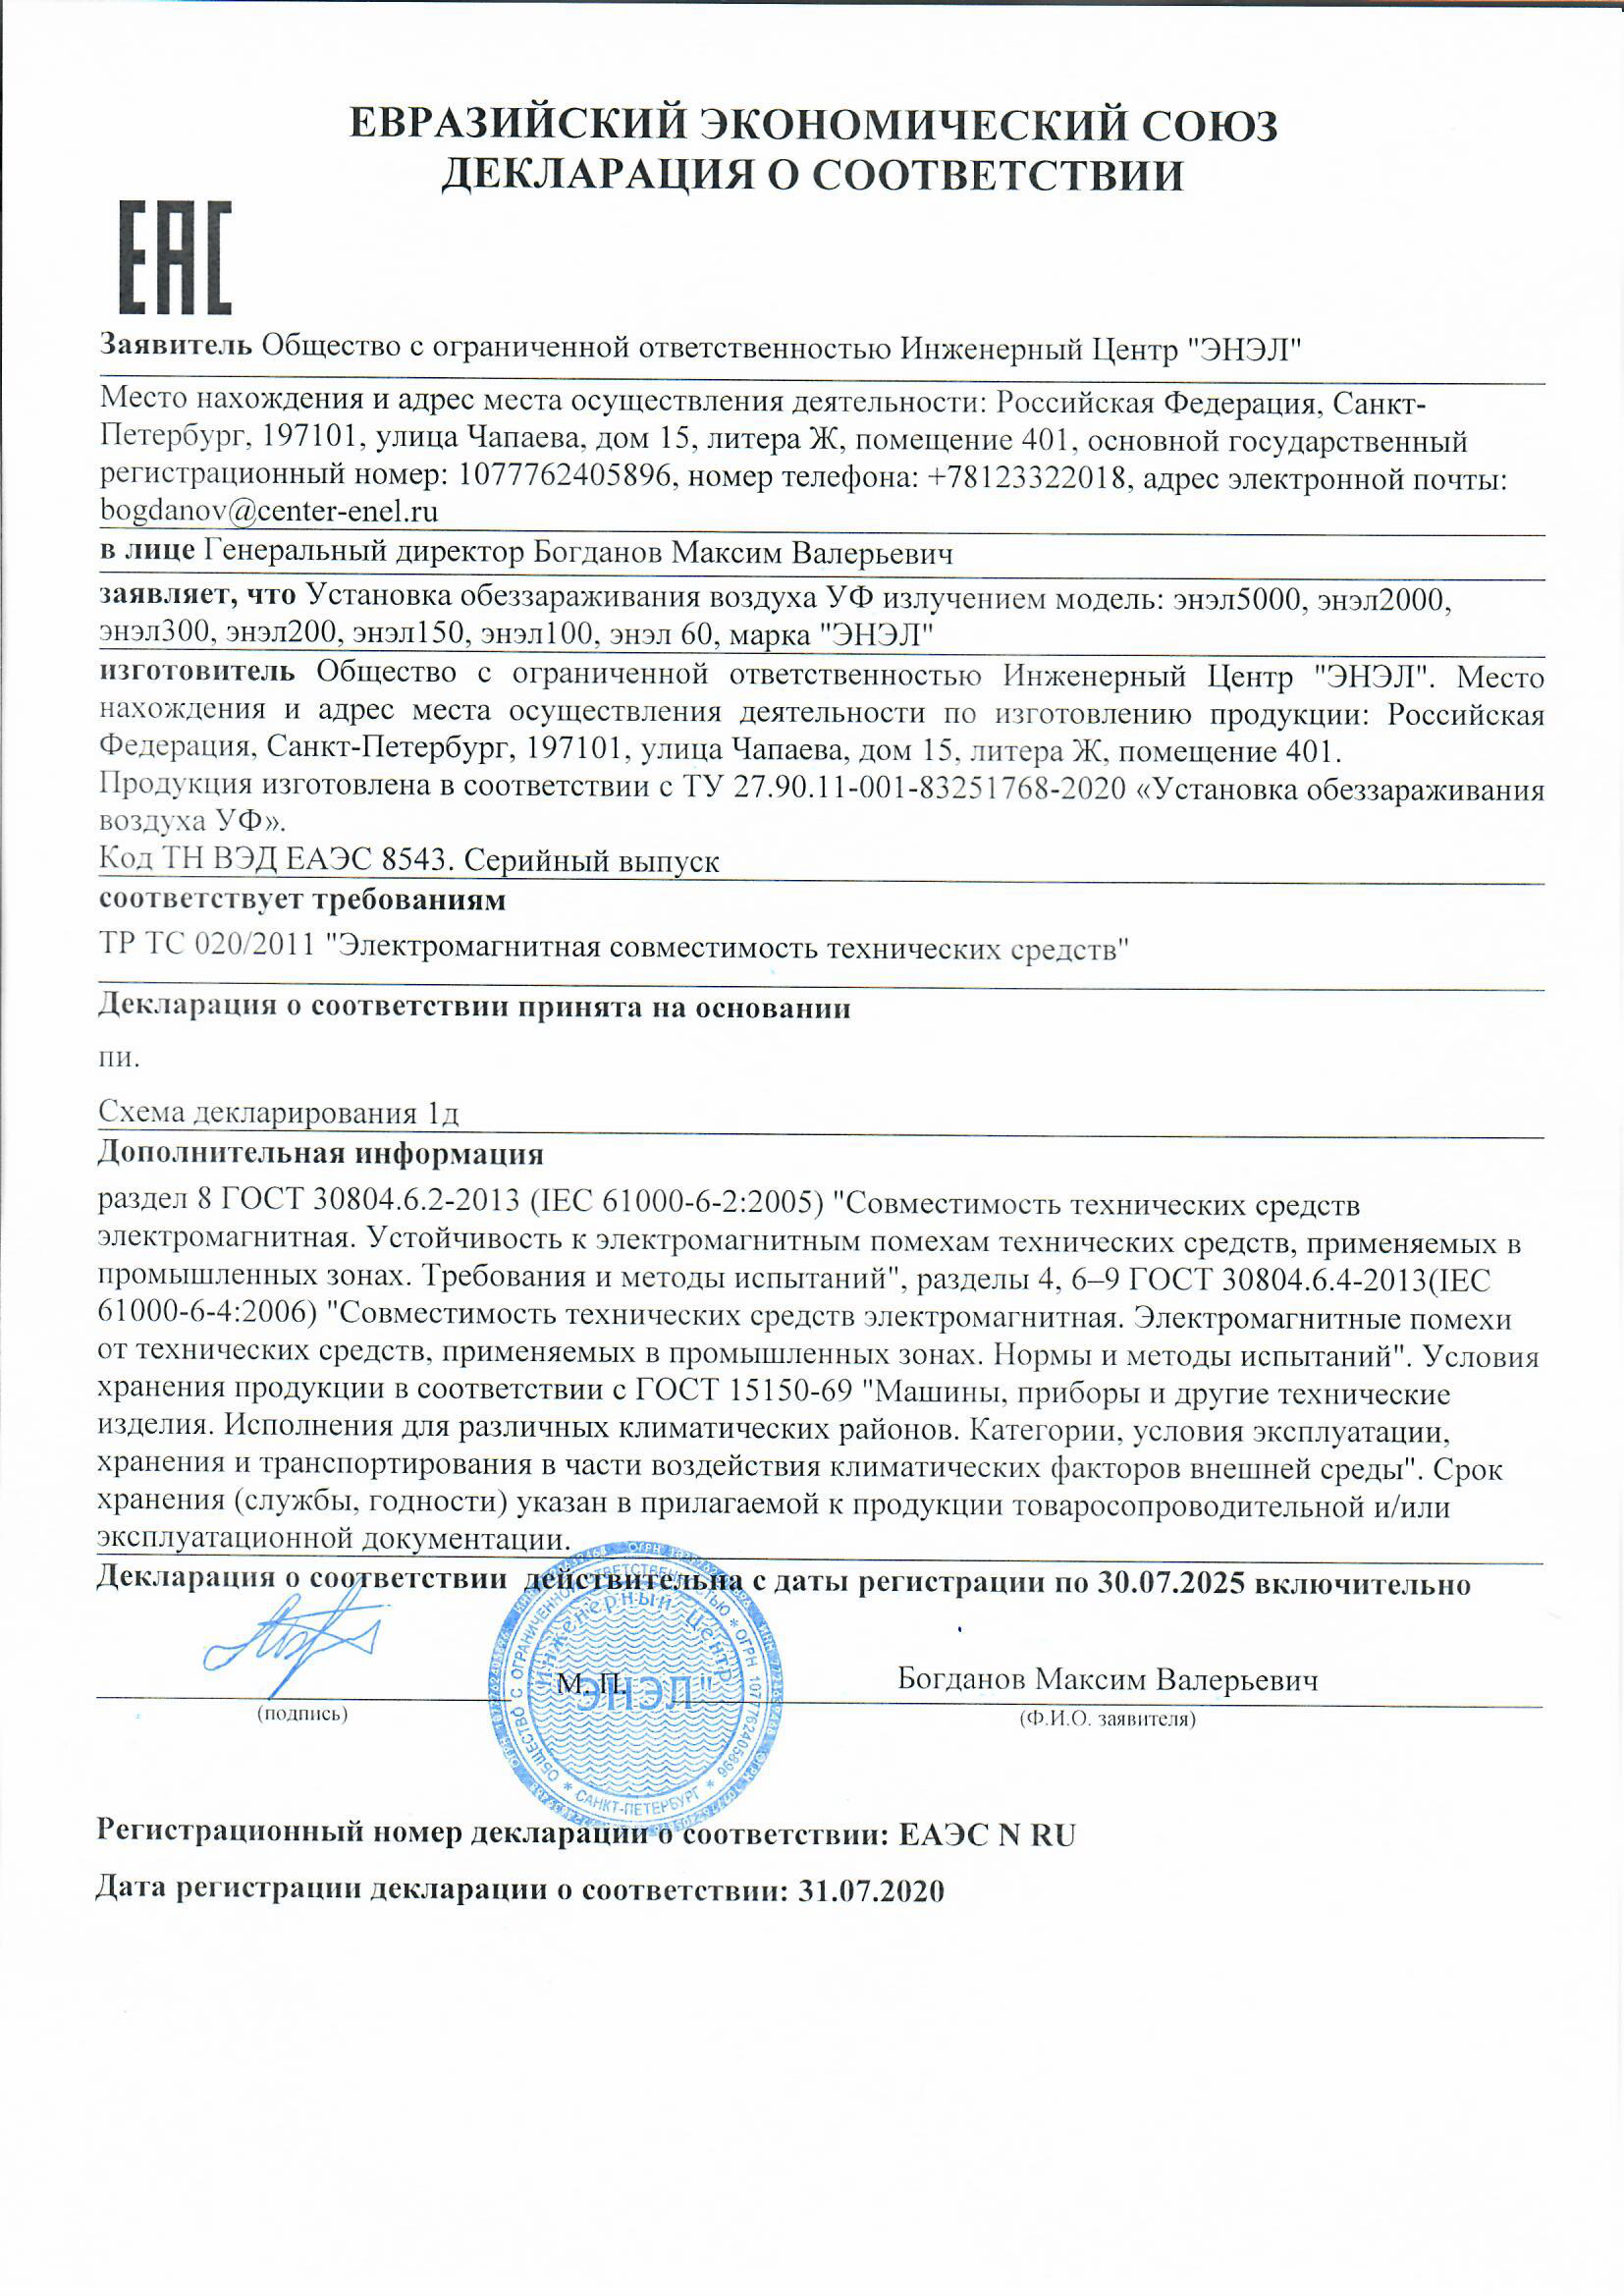 ЕВРАЗИЙСКИЙ ЭКОНОМИЧЕСКИЙ СОЮЗ
ДЕКЛАРАЦИЯ О СООТВЕТСТВИИ
ЕАС
Заявитель Общество с ограниченной ответственностью Инженерный Центр "ЭНЭЛ"
Место нахождения и адрес места осуществления деятельности: Российская Федерация, Санкт-
Петербург, 197101, улица Чапаева, дом 15, литера Ж, помещение 401, основной государственный
регистрационный номер: 1077762405896, номер телефона: +78123322018, адрес электронной почты:
bogdanov@center-enel.ru
в лице Генеральный директор Богданов Максим Валерьевич
заявляет, что Установка обеззараживания воздуха УФ излучением модель: энэл5000, энэл2000,
энэл300, энэл200, энэл150, энэл100, энэл 60, марка "ЭНЭЛ"
изготовитель Общество с ограниченной ответственностью Инженерный Центр "ЭНЭЛ". Место
нахождения и адрес места осуществления деятельности по изготовлению продукции: Российская
Федерация, Санкт-Петербург, 197101, улица Чапаева, дом 15, литера Ж, помещение 401.
Продукция изготовлена в соответствии с ТУ 27.90.11-001-83251768-2020 «Установка обеззараживания
воздуха УФ».
Код ТН ВЭД ЕАЭС 8543. Серийный выпуск
соответствует требованиям
ТР ТС 020/2011 "Электромагнитная совместимость технических средств"
Декларация о соответствии принята на основании
пи.
Схема декларирования 1д
Дополнительная информация
раздел 8 ГОСТ 30804.6.2-2013 (IEC 61000-6-2:2005) "Совместимость технических средств
электромагнитная. Устойчивость к электромагнитным помехам технических средств, применяемых в
промышленных зонах. Требования и методы испытаний", разделы 4, 6–9 ГОСТ 30804.6.4-2013(IEC
61000-6-4:2006) "Совместимость технических средств электромагнитная. Электромагнитные помехи
от технических средств, применяемых в промышленных зонах. Нормы и методы испытаний". Условия
хранения продукции в соответствии с ГОСТ 15150-69 "Машины, приборы и другие технические
изделия. Исполнения для различных климатических районов. Категории, условия эксплуатации,
хранения и транспортирования в части воздействия климатических факторов внешней среды". Срок
хранения (службы, годности) указан в прилагаемой к продукции товаросопроводительной и/или
эксплуатационной документации.
Декларация о соответствии действительна с даты регистрации по 30.07.2025 включительно
ОБЩЕСТВО С ОГРАНИЧЕННОЙ ОТВЕТСТВЕННОСТЬЮ * ОГРН 1077762405896 * САНКТ-ПЕТЕРБУРГ *
Инженерный Центр
"ЭНЭЛ"
М. П.
Богданов Максим Валерьевич
(подпись)
(Ф.И.О. заявителя)
Регистрационный номер декларации о соответствии: ЕАЭС N RU
Дата регистрации декларации о соответствии: 31.07.2020